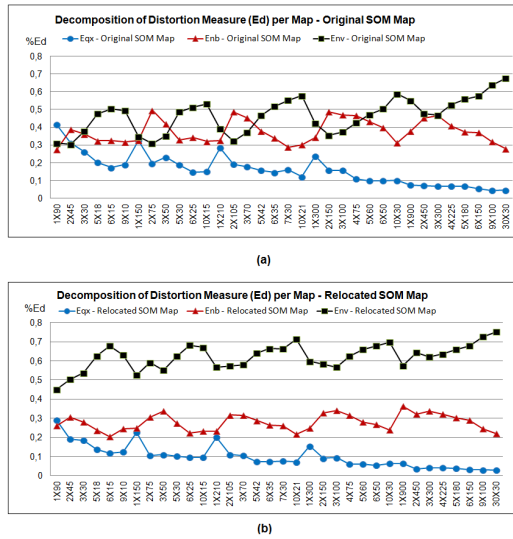 Decomposition of Distortion Measure (Ed) per Map - Original SOM Map
%Ed
Eqx - Original SOM Map Enb - Original SOM Map Env - Original SOM Map
0,8
0,7
0,6
0,5
0,4
0,3
0,2
0,1
0
1X90 2X45 3X30 5X18 6X15 9X10 1X150 2X75 3X50 5X30 6X25 10X15 1X210 2X105 3X70 5X42 6X35 7X30 10X21 1X300 2X150 3X100 4X75 5X60 6X50 10X30 1X900 2X450 3X300 4X225 5X180 6X150 9X100 30X30
(a)
Decomposition of Distortion Measure (Ed) per Map - Relocated SOM Map
%Ed
Eqx - Relocated SOM Map Enb - Relocated SOM Map Env - Relocated SOM Map
0,8
0,7
0,6
0,5
0,4
0,3
0,2
0,1
0
1X90 2X45 3X30 5X18 6X15 9X10 1X150 2X75 3X50 5X30 6X25 10X15 1X210 2X105 3X70 5X42 6X35 7X30 10X21 1X300 2X150 3X100 4X75 5X60 6X50 10X30 1X900 2X450 3X300 4X225 5X180 6X150 9X100 30X30
(b)